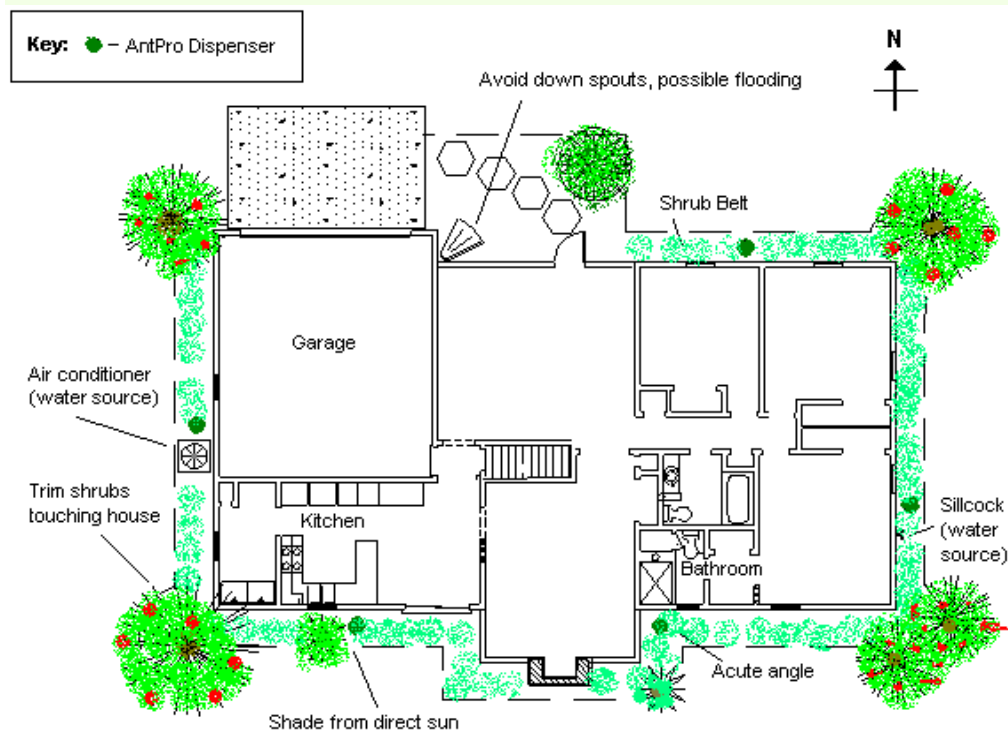 Key: – AntPro Dispenser
N
Avoid down spouts, possible flooding
Shrub Belt
Garage
Air conditioner
(water source)
Trim shrubs
touching house
Kitchen
Sillcock
(water
source)
Bathroom
Acute angle
Shade from direct sun